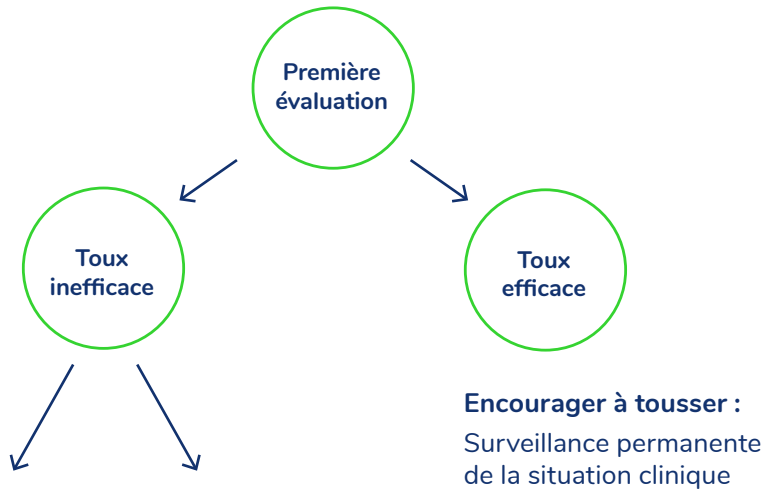 Première
évaluation
Toux
inefficace
Toux
efficace
Encourager à tousser :
Surveillance permanente
de la situation clinique